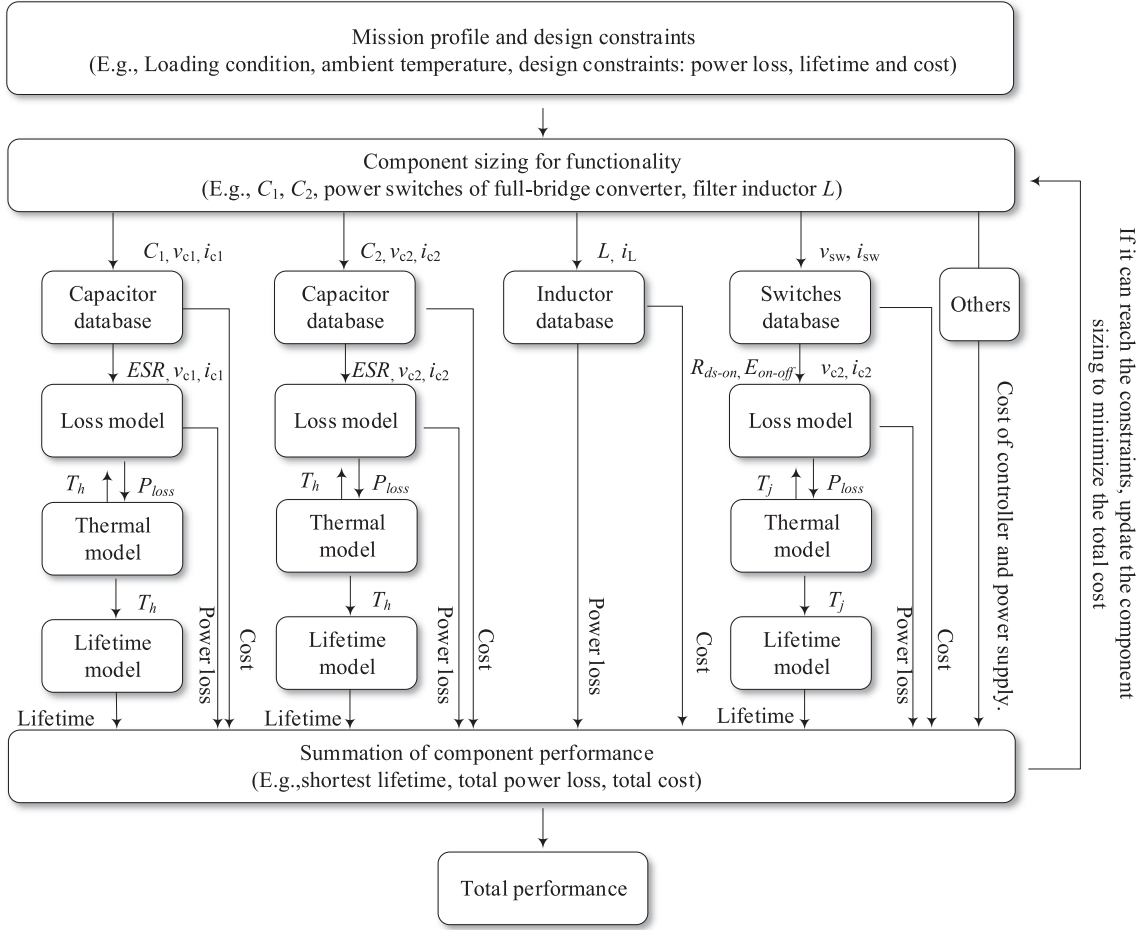 Mission profile and design constraints
(E.g., Loading condition, ambient temperature, design constraints: power loss, lifetime and cost)
Component sizing for functionality
(E.g., C1, C2, power switches of full-bridge converter, filter inductor L)
C1, vc1, ic1
C2, vc2, ic2
L, iL
vsw, isw
Capacitor
database
Capacitor
database
Inductor
database
Switches
database
Others
ESR, vc1, ic1
ESR, vc2, ic2
Rds-on, Eon-off
vc2, ic2
Loss model
Loss model
Loss model
Th
Ploss
Th
Ploss
Tj
Ploss
Thermal
model
Thermal
model
Thermal
model
Th
Th
Tj
Lifetime
model
Lifetime
model
Lifetime
model
Lifetime
Power loss
Cost
Lifetime
Power loss
Cost
Power loss
Cost
Lifetime
Power loss
Cost
Cost of controller and power supply.
If it can reach the constraints, update the component
sizing to minimize the total cost
Summation of component performance
(E.g.,shortest lifetime, total power loss, total cost)
Total performance